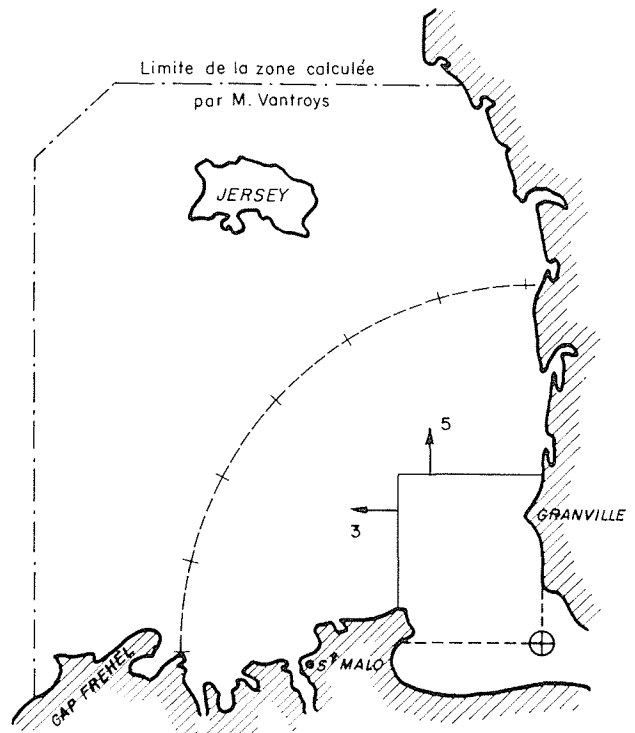 Limite de la zone calculée
par M. Vantroys
JERSEY
5
3
GRANVILLE
St MALO
CAP FREHEL